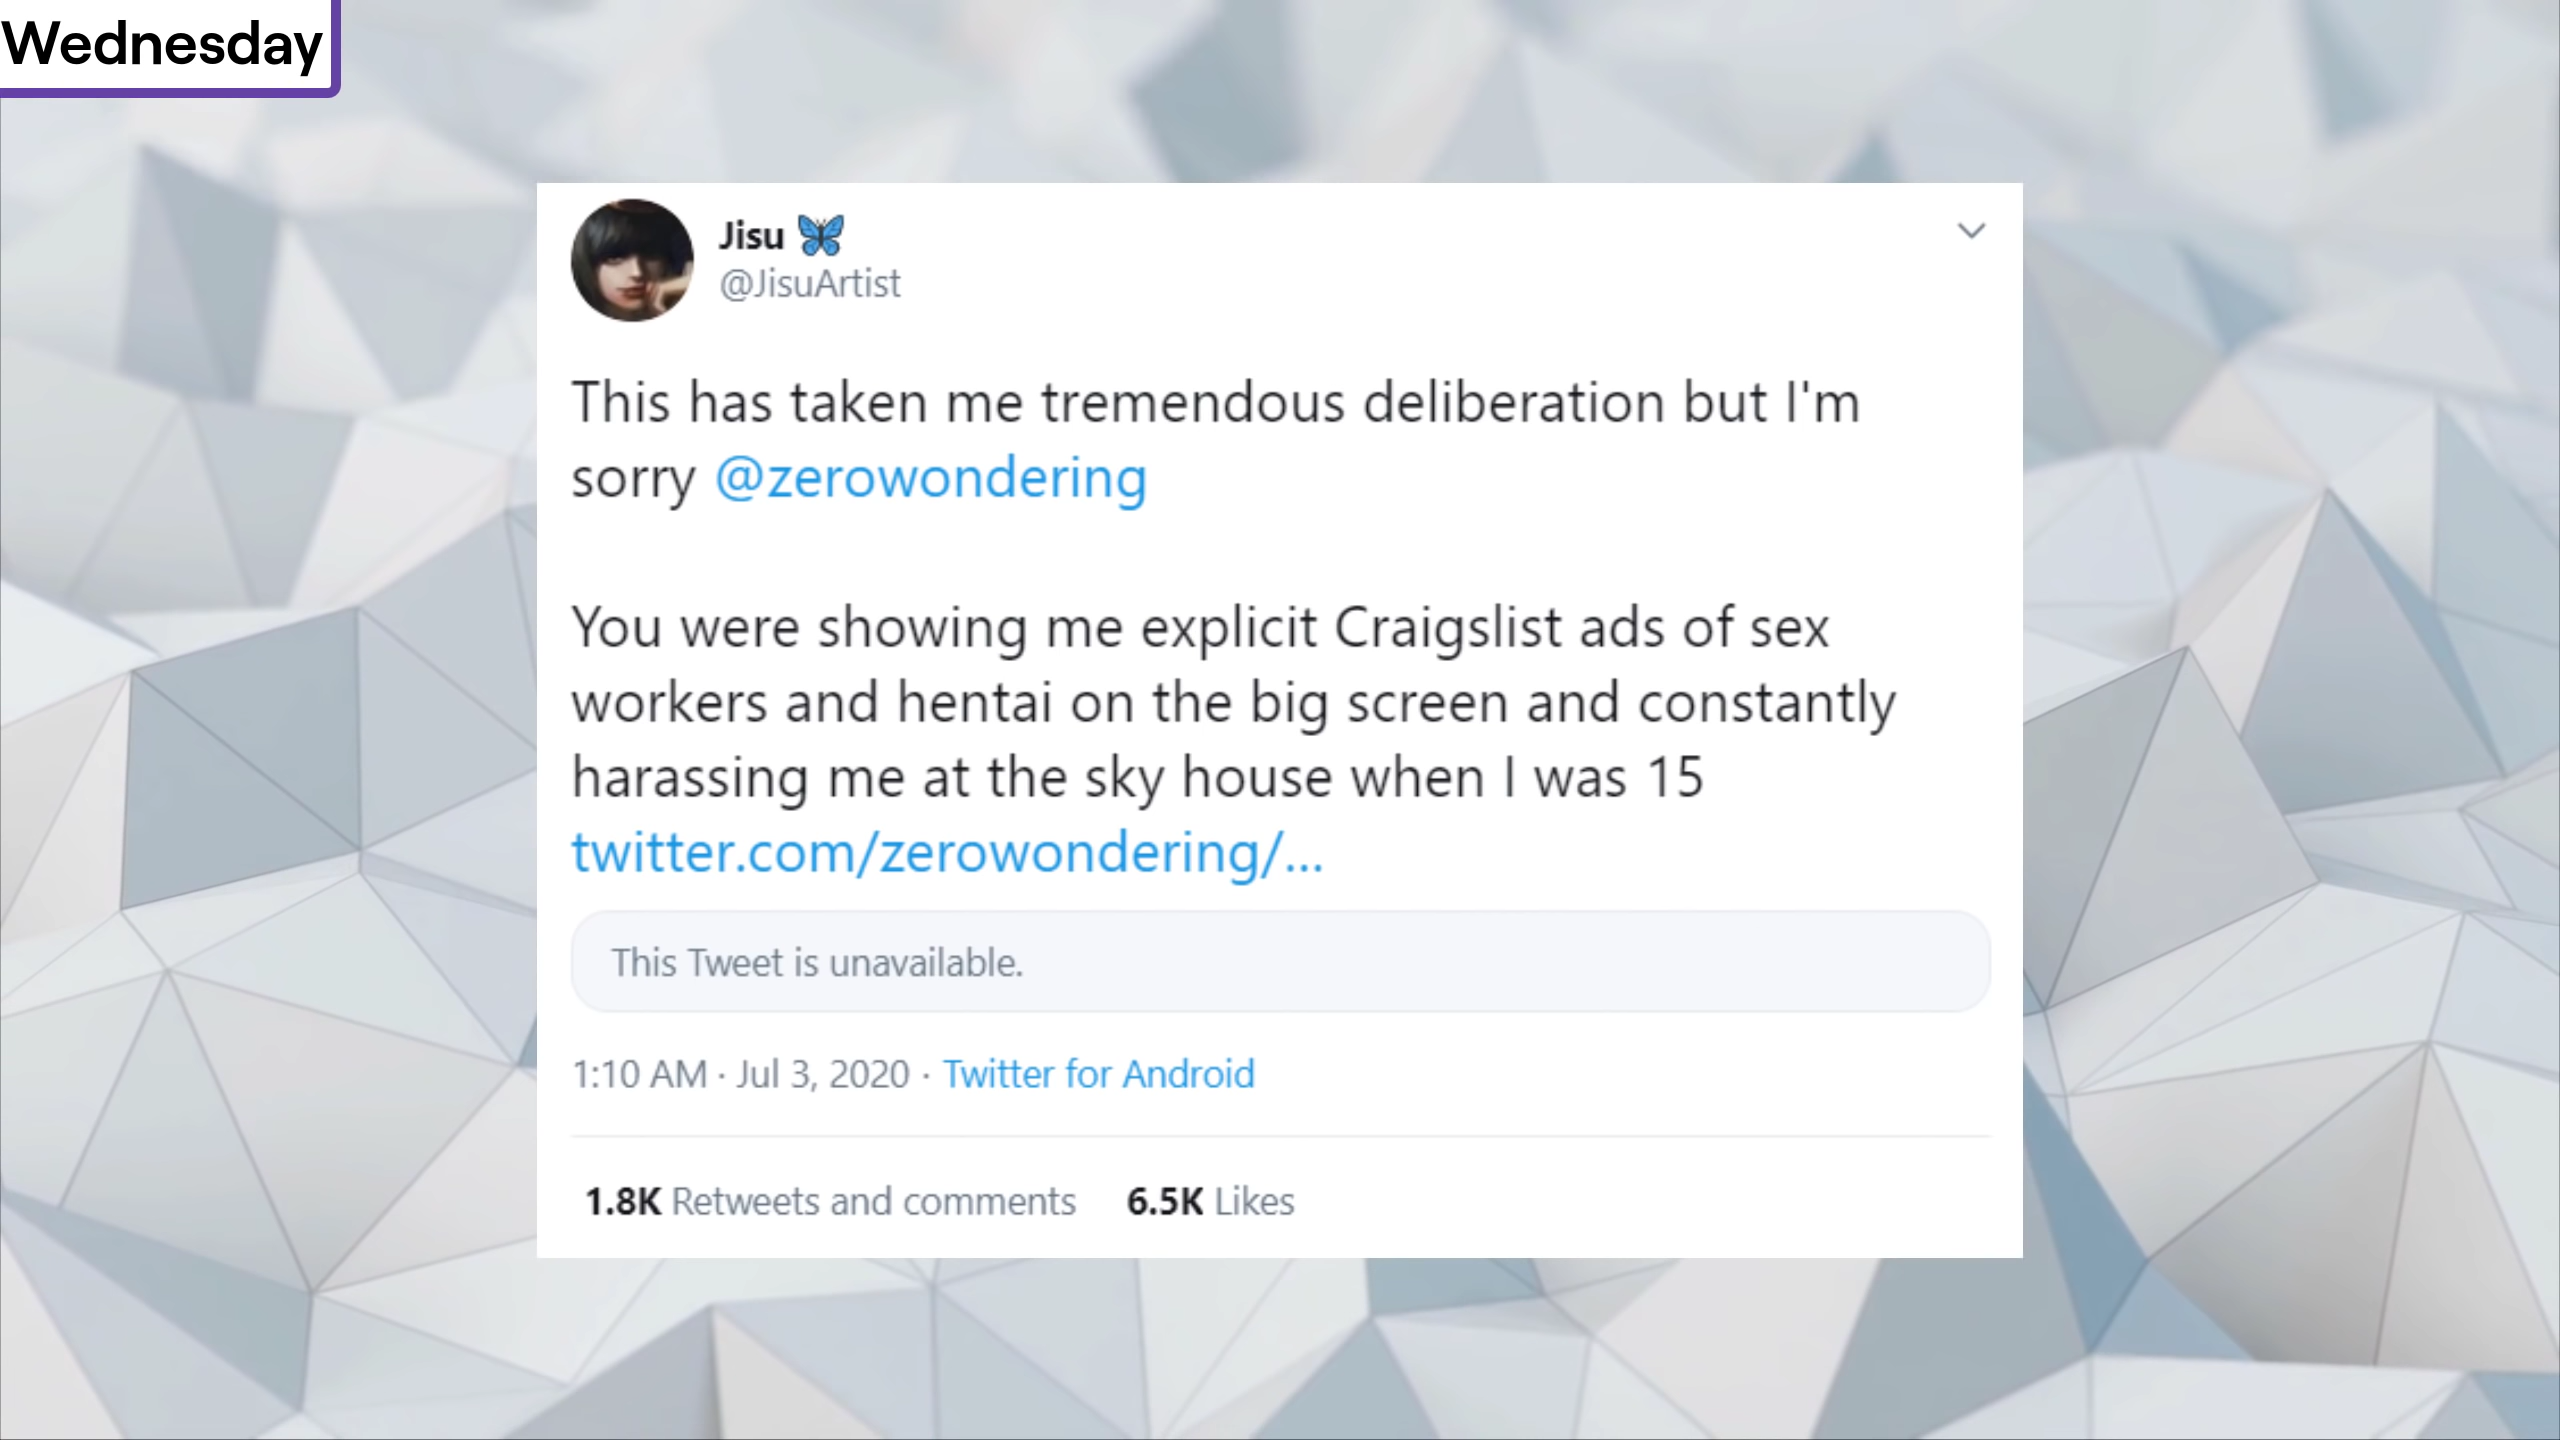 Wednesday
Jisu 🦋
@JisuArtist
This has taken me tremendous deliberation but I'm
sorry @zerowondering
You were showing me explicit Craigslist ads of sex
workers and hentai on the big screen and constantly
harassing me at the sky house when I was 15
twitter.com/zerowondering/...
This Tweet is unavailable.
1:10 AM · Jul 3, 2020 · Twitter for Android
1.8K Retweets and comments 6.5K Likes